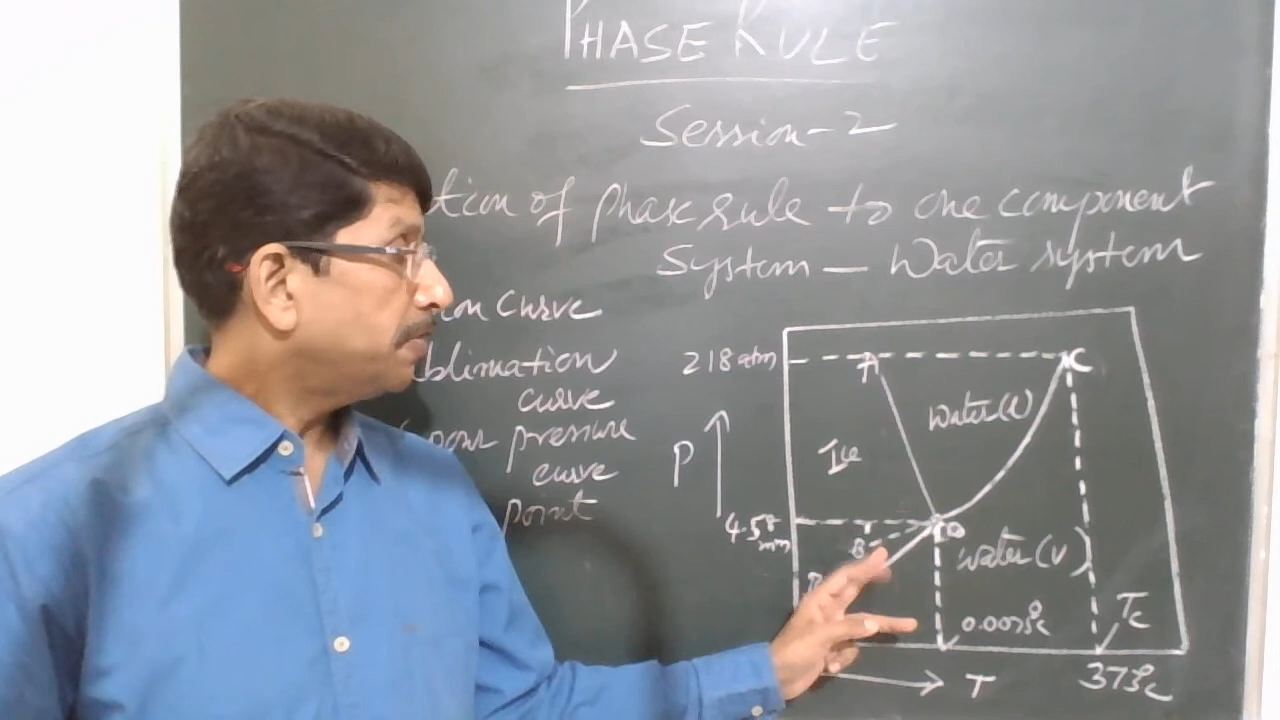 PHASE RULE
Session-2
tion of Phase rule to one component
System – Water system
ion Curve
blimation
curve
pour pressure
curve
point
218 atm
A
C
Water(l)
Ice
P
4.58
mm
O
B'
B
water(v)
0.0075°C
Tc
T
373°C